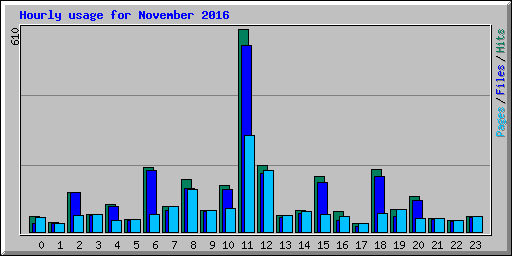 Hourly usage for November 2016
610
Pages/Files/Hits
0 1 2 3 4 5 6 7 8 9 10 11 12 13 14 15 16 17 18 19 20 21 22 23